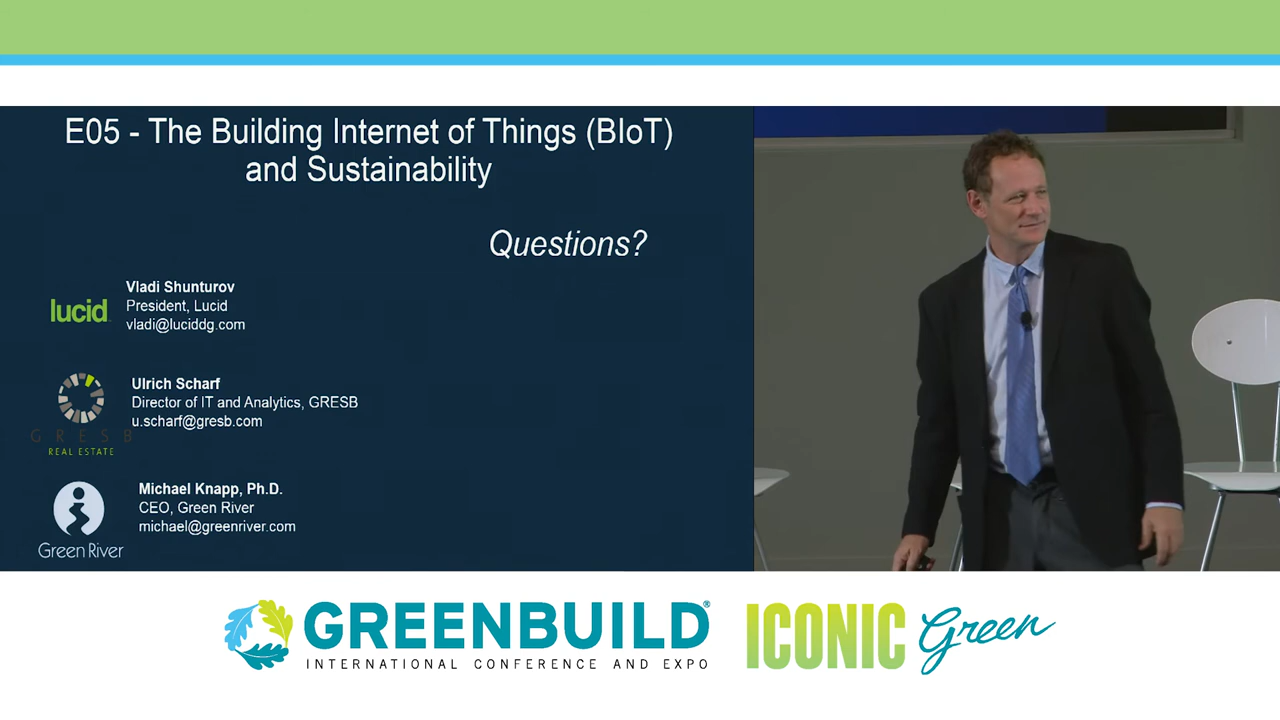 E05 - The Building Internet of Things (BIoT)
and Sustainability
Questions?
lucid
Vladi Shunturov
President, Lucid
vladi@luciddg.com
GRESB
REAL ESTATE
Ulrich Scharf
Director of IT and Analytics, GRESB
u.scharf@gresb.com
Green River
Michael Knapp, Ph.D.
CEO, Green River
michael@greenriver.com
GREENBUILD®
INTERNATIONAL CONFERENCE AND EXPO
ICONIC Green